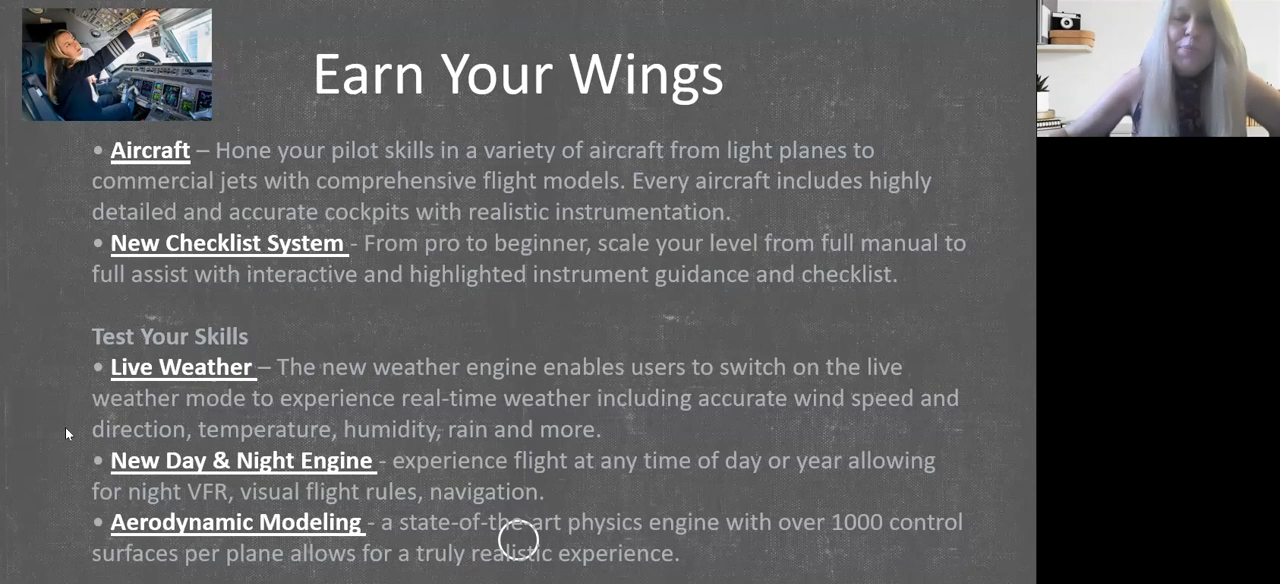 Earn Your Wings
• Aircraft – Hone your pilot skills in a variety of aircraft from light planes to
commercial jets with comprehensive flight models. Every aircraft includes highly
detailed and accurate cockpits with realistic instrumentation.
• New Checklist System - From pro to beginner, scale your level from full manual to
full assist with interactive and highlighted instrument guidance and checklist.
Test Your Skills
• Live Weather – The new weather engine enables users to switch on the live
weather mode to experience real-time weather including accurate wind speed and
direction, temperature, humidity, rain and more.
• New Day & Night Engine - experience flight at any time of day or year allowing
for night VFR, visual flight rules, navigation.
• Aerodynamic Modeling - a state-of-the-art physics engine with over 1000 control
surfaces per plane allows for a truly realistic experience.